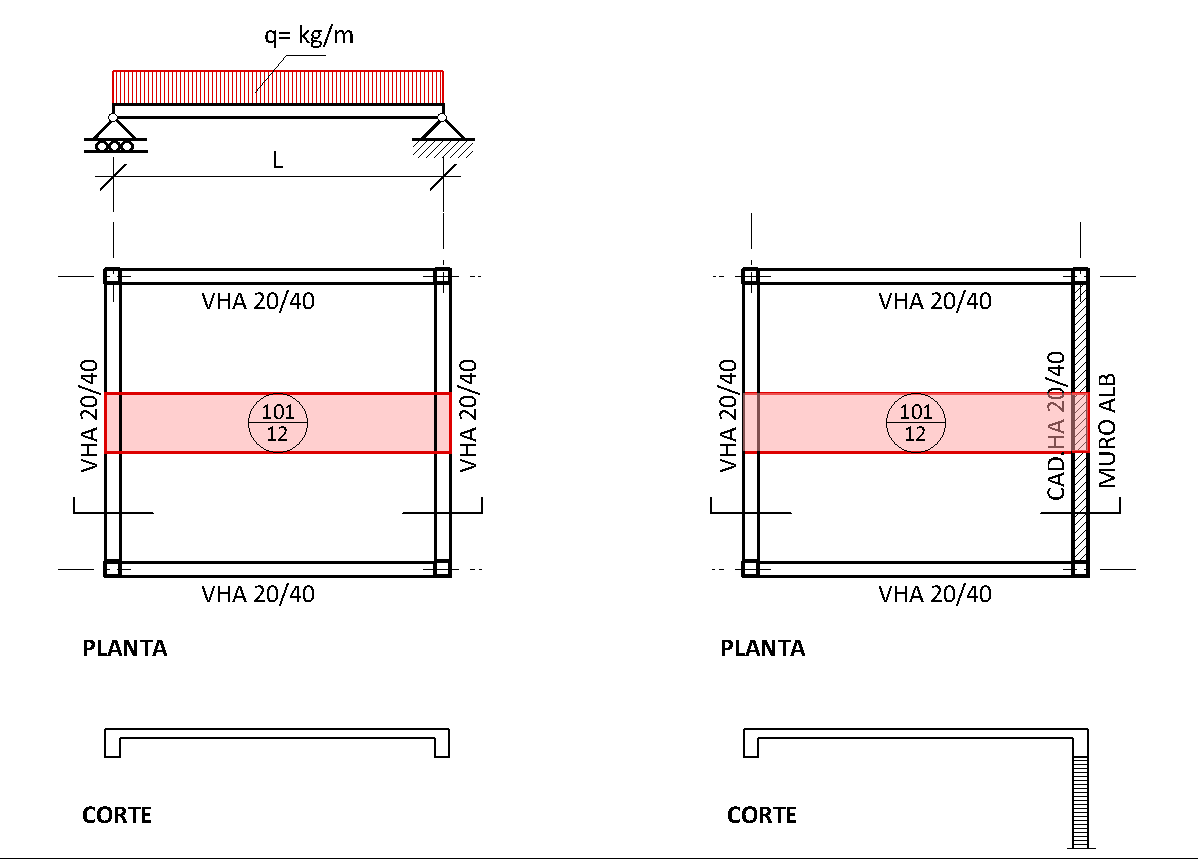 q= kg/m
L
VHA 20/40
VHA 20/40
VHA 20/40
101
12
VHA 20/40
PLANTA
CORTE
VHA 20/40
VHA 20/40
101
12
CAD.HA 20/40
MURO ALB
VHA 20/40
PLANTA
CORTE